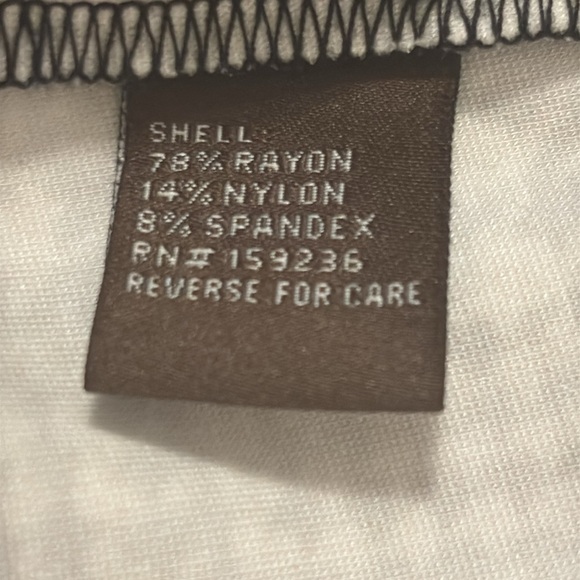 SHELL:
78% RAYON
14% NYLON
8% SPANDEX
RN# 159236
REVERSE FOR CARE